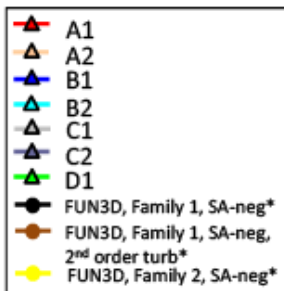 A1
A2
B1
B2
C1
C2
D1
FUN3D, Family 1, SA-neg*
FUN3D, Family 1, SA-neg,
2nd order turb*
FUN3D, Family 2, SA-neg*